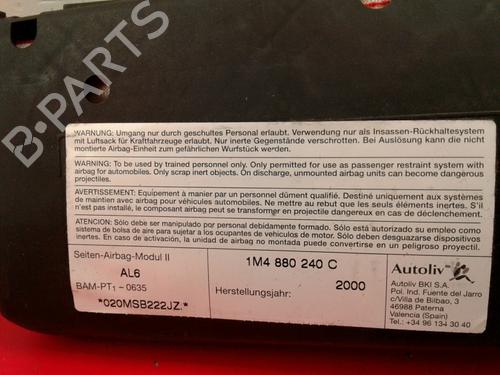 B-PARTS
WARNUNG: Umgang nur durch geschultes Personal erlaubt. Verwendung nur als Insassen-Rückhaltesystem
mit Luftsack für Kraftfahrzeuge erlaubt. Nur inerte Gegenstände verschrotten. Bei Auslösung kann die nicht
montierte Airbag-Einheit zum gefährlichen Wurfstück werden.
WARNING: To be used by trained personnel only. Only permitted for use as passenger restraint system with
airbag for automobiles. Only scrap inert objects. On discharge, unmounted airbag units can become dangerous
projectiles.
AVERTISSEMENT: Equipement à manier par un personnel dûment qualifié. Destiné uniquement aux systèmes
de maintien avec airbag pour véhicules automobiles. Ne mettre au rebut que les seuls éléments inertes. S'il
n'est pas installé, le composant airbag peut se transformer en projectile dangereux en cas de déclenchement.
ATENCION: Sólo debe ser manipulado por personal debidamente formado. Sólo autorizado para su empleo como
sistema de bolsa de aire para sujeción a los ocupantes de vehículos de motor. Sólo desguazar dispositivos inertes.
En caso de activación, la unidad de airbag no montada puede convertirse en un peligroso proyectil.
Seiten-Airbag-Modul II
AL6
BAM-PT1 - 0635
*020MSB222JZ.*
1M4 880 240 C
Herstellungsjahr: 2000
Autoliv
Autoliv BKI S.A.
Pol. Ind. Fuente del Jarro
c/Villa de Bilbao, 3
46988 Paterna
Valencia (Spain)
Tel.: +34 96 134 30 40